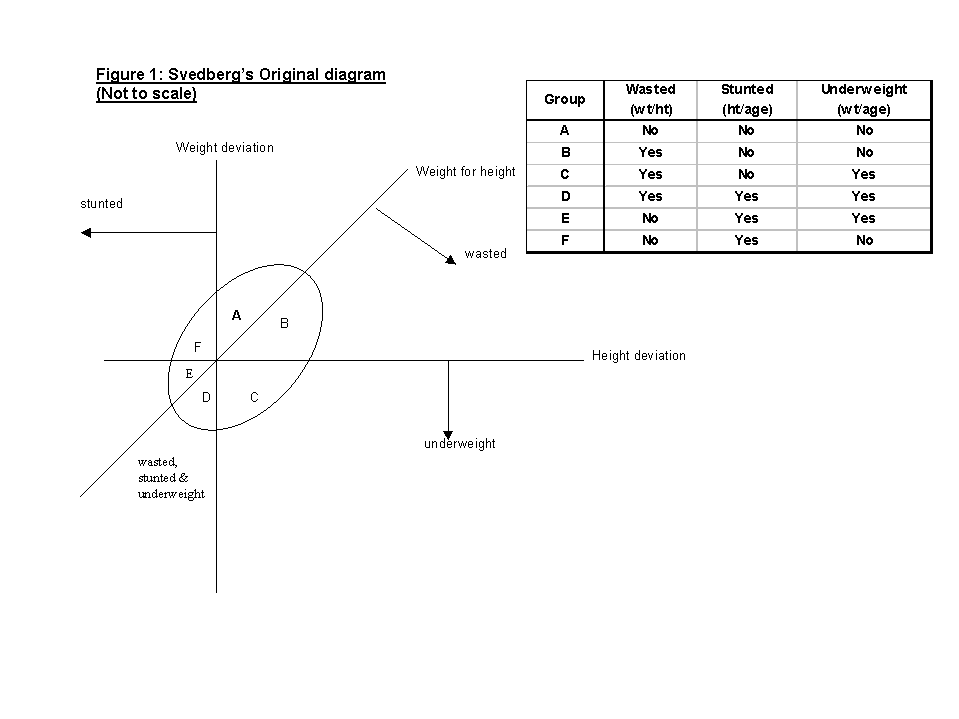 Figure 1: Svedberg's Original diagram
(Not to scale)
Group Wasted (wt/ht) Stunted (ht/age) Underweight (wt/age)
A No No No
B Yes No No
C Yes No Yes
D Yes Yes Yes
E No Yes Yes
F No Yes No
Weight deviation
Weight for height
stunted
wasted
A
B
F
Height deviation
E
D
C
underweight
wasted,
stunted &
underweight